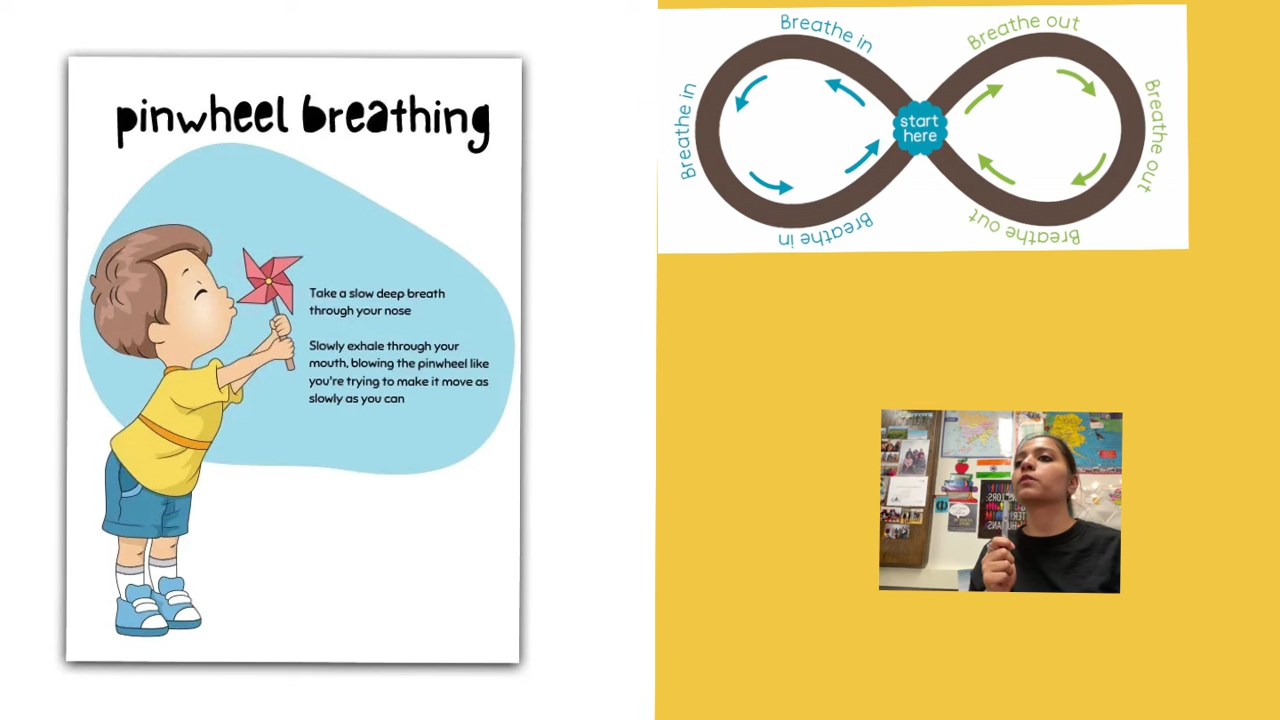 pinwheel breathing
Take a slow deep breath
through your nose
Slowly exhale through your
mouth, blowing the pinwheel like
you're trying to make it move as
slowly as you can
Breathe in
Breathe in
Breathe in
start
here
Breathe out
Breathe out
Breathe out